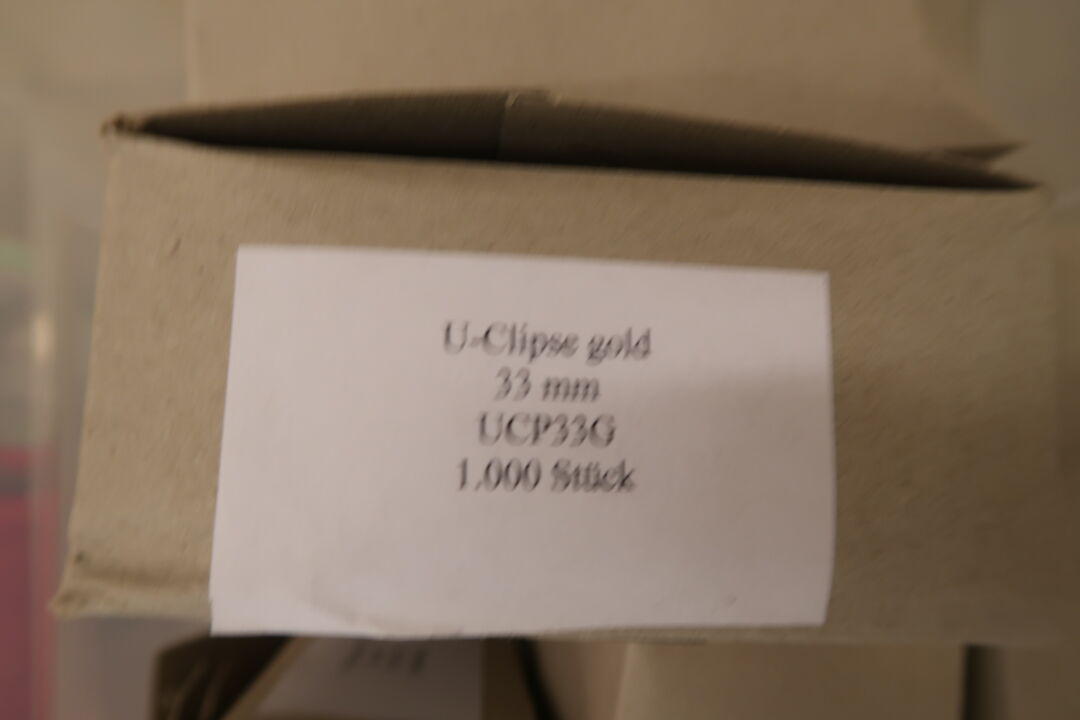 U-Clipse gold
33 mm
UCP33G
1.000 Stück